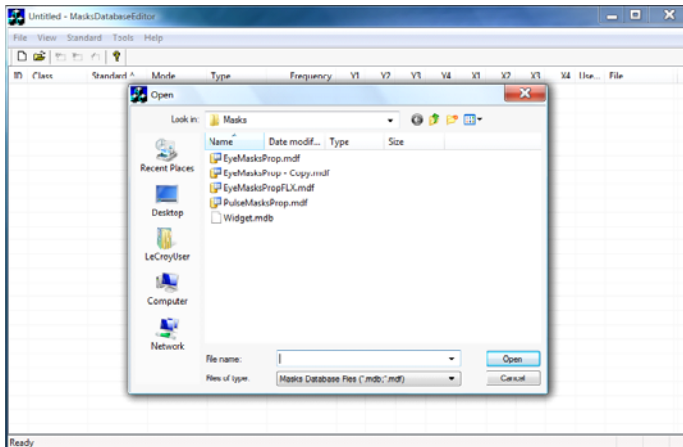 Untitled - MasksDatabaseEditor
File View Standard Tools Help
ID Class Standard ^ Mode Type Frequency Y1 Y2 Y3 Y4 X1 X2 X3 X4 Use... File
Open
Look in: Masks
Name Date modif... Type Size
Recent Places
EyeMasksProp.mdf
EyeMasksProp - Copy.mdf
EyeMasksPropFLX.mdf
PulseMasksProp.mdf
Widget.mdb
Desktop
LeCroyUser
Computer
Network
File name: Open
Files of type: Masks Database Files (*.mdb;*.mdf) Cancel
Ready